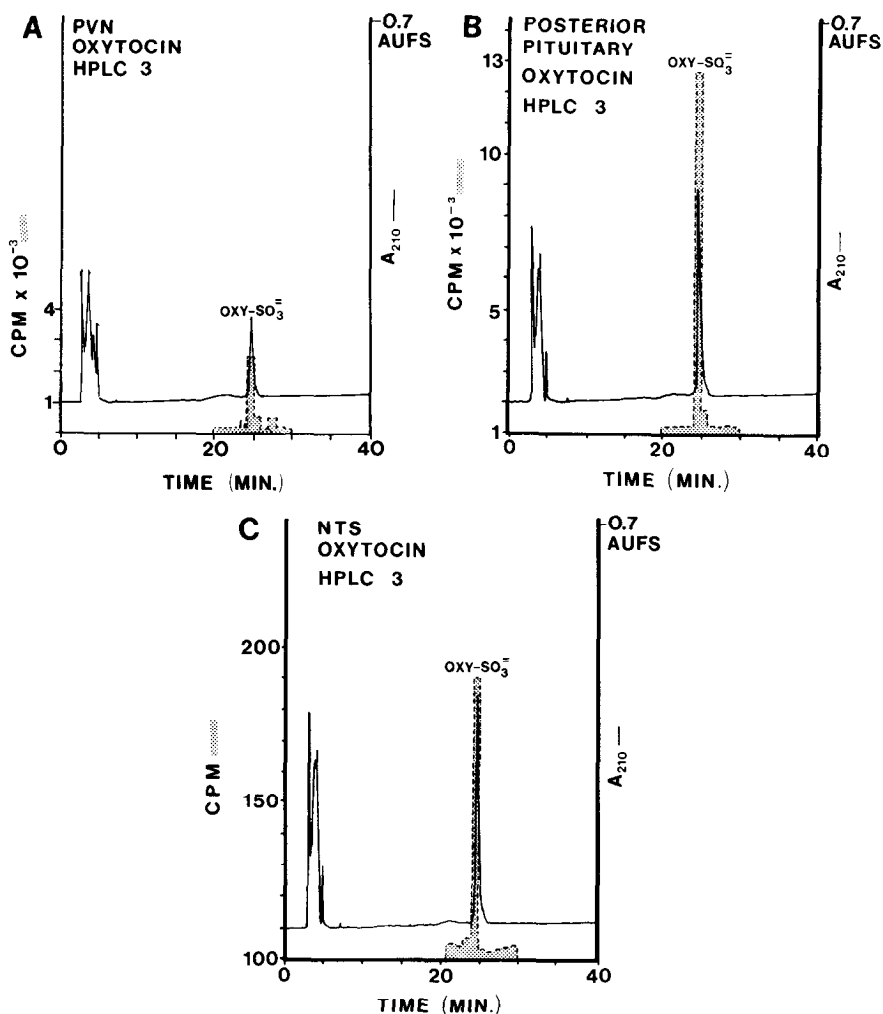 A
PVN
OXYTOCIN
HPLC 3
0.7
AUFS
CPM x 10⁻³
4
1
OXY-SO₃⁼
A₂₁₀ —
0
20
40
TIME (MIN.)
B
POSTERIOR
PITUITARY
OXYTOCIN
HPLC 3
0.7
AUFS
CPM x 10⁻³
13
10
5
1
OXY-SO₃⁼
A₂₁₀ —
0
20
40
TIME (MIN.)
C
NTS
OXYTOCIN
HPLC 3
0.7
AUFS
CPM
200
150
100
OXY-SO₃⁼
A₂₁₀ —
0
20
40
TIME (MIN.)